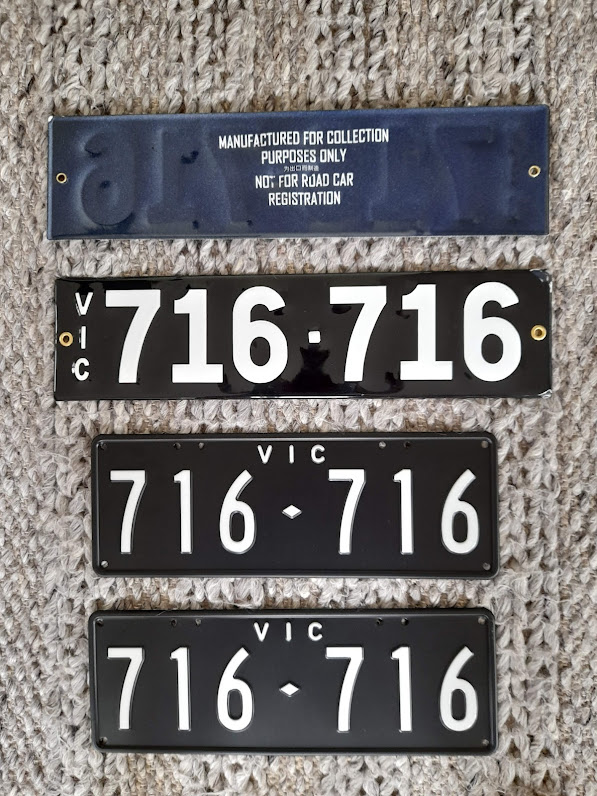 MANUFACTURED FOR COLLECTION
PURPOSES ONLY
NOT FOR ROAD CAR
REGISTRATION
VIC 716·716
VIC
716·716
VIC
716·716